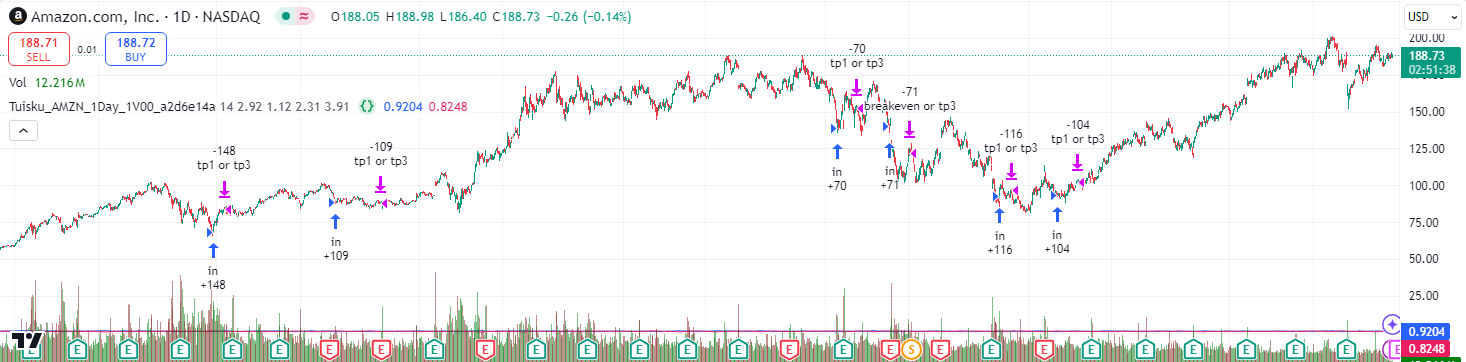 Amazon.com, Inc. · 1D · NASDAQ O188.05 H188.98 L186.40 C188.73 −0.26 (−0.14%)
USD
188.71 SELL
0.01
188.72 BUY
Vol 12.216M
Tuisku_AMZN_1Day_1V00_a2d6e14a 14 2.92 1.12 2.31 3.91 {} 0.9204 0.8248
200.00
188.73
02:51:38
150.00
125.00
100.00
75.00
50.00
25.00
0.9204
0.8248
-148
tp1 or tp3
in
+148
-109
tp1 or tp3
in
+109
-70
tp1 or tp3
in
+70
-71
breakeven or tp3
in
+71
-116
tp1 or tp3
in
+116
-104
tp1 or tp3
in
+104
E E E E E E E E E E E E E E E E E E S E E E E E E E E E E